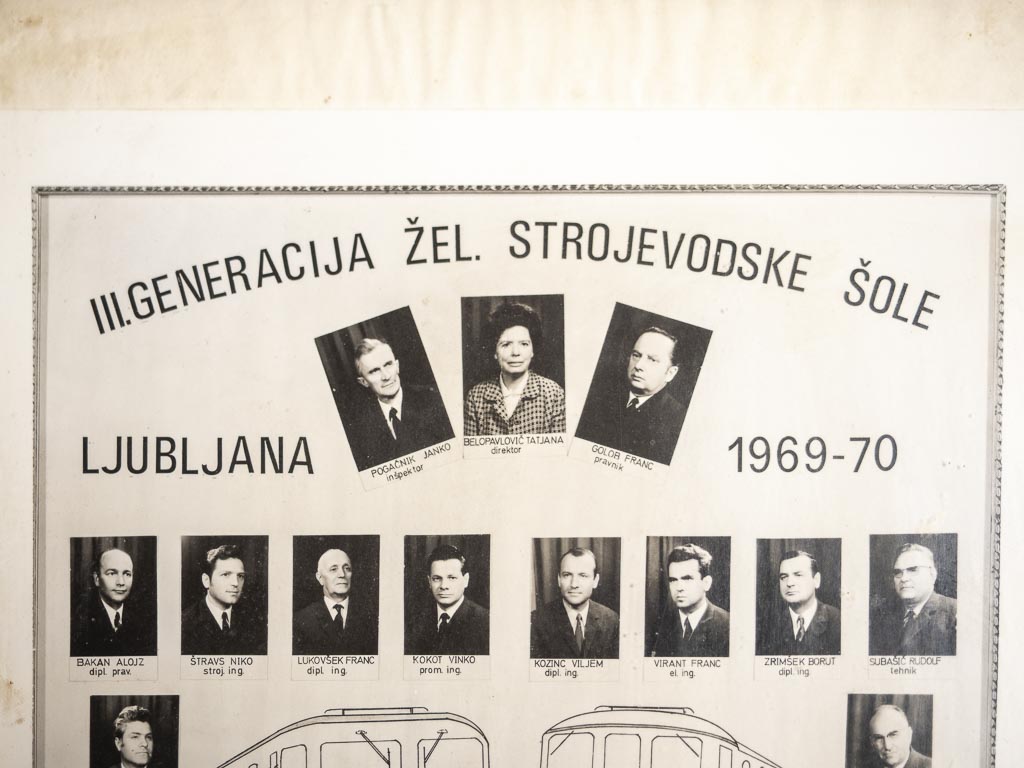 III. GENERACIJA ŽEL. STROJEVODSKE ŠOLE
POGAČNIK JANKO
inšpektor
BELOPAVLOVIČ TATJANA
direktor
GOLOB FRANC
pravnik
LJUBLJANA
1969-70
BAKAN ALOJZ
dipl. prav.
ŠTRAVS NIKO
stroj. ing.
LUKOVŠEK FRANC
dipl. ing.
KOKOT VINKO
prom. ing.
KOZINC VILJEM
dipl. ing.
VIRANT FRANC
el. ing.
ZRIMŠEK BORUT
dipl. ing.
SUBAŠIČ RUDOLF
tehnik